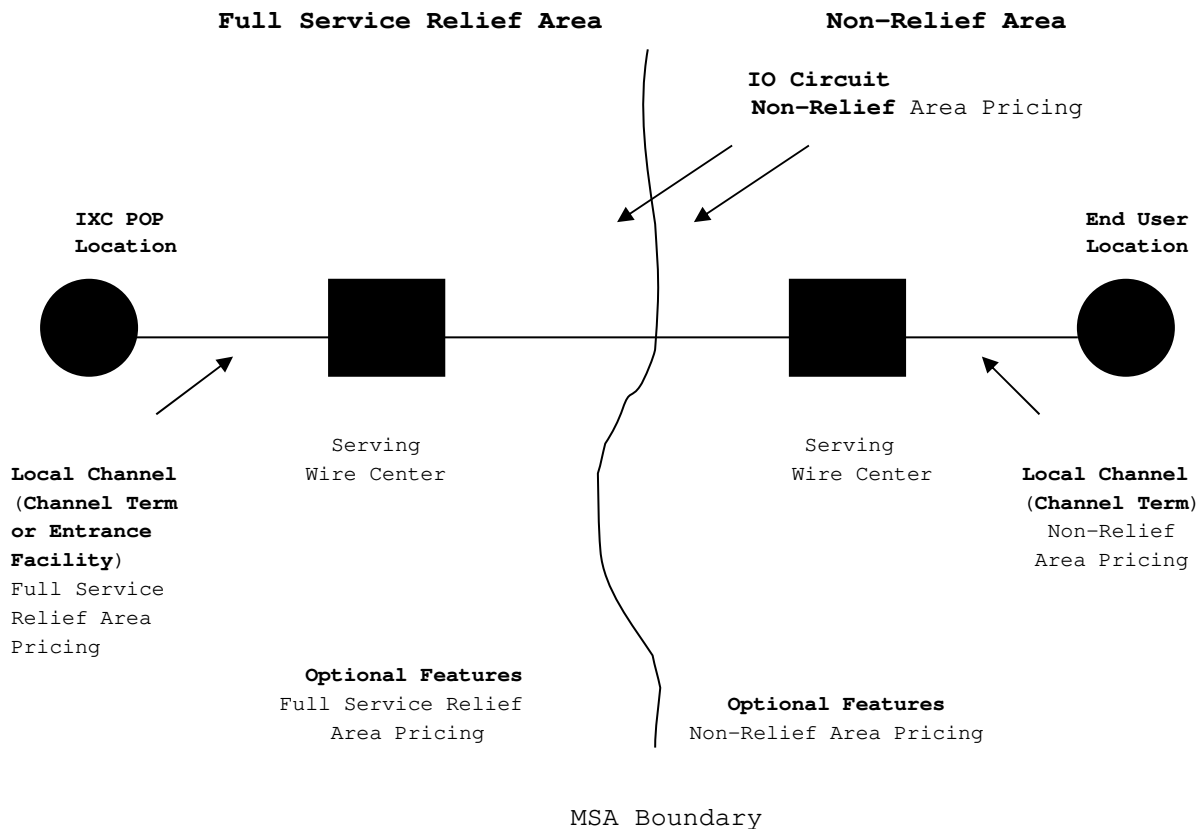 Full Service Relief Area
Non-Relief Area
IO Circuit
Non-Relief Area Pricing
IXC POP
Location
End User
Location
Serving
Wire Center
Serving
Wire Center
Local Channel
(Channel Term
or Entrance
Facility)
Full Service
Relief Area
Pricing
Local Channel
(Channel Term)
Non-Relief
Area Pricing
Optional Features
Full Service Relief
Area Pricing
Optional Features
Non-Relief Area Pricing
MSA Boundary